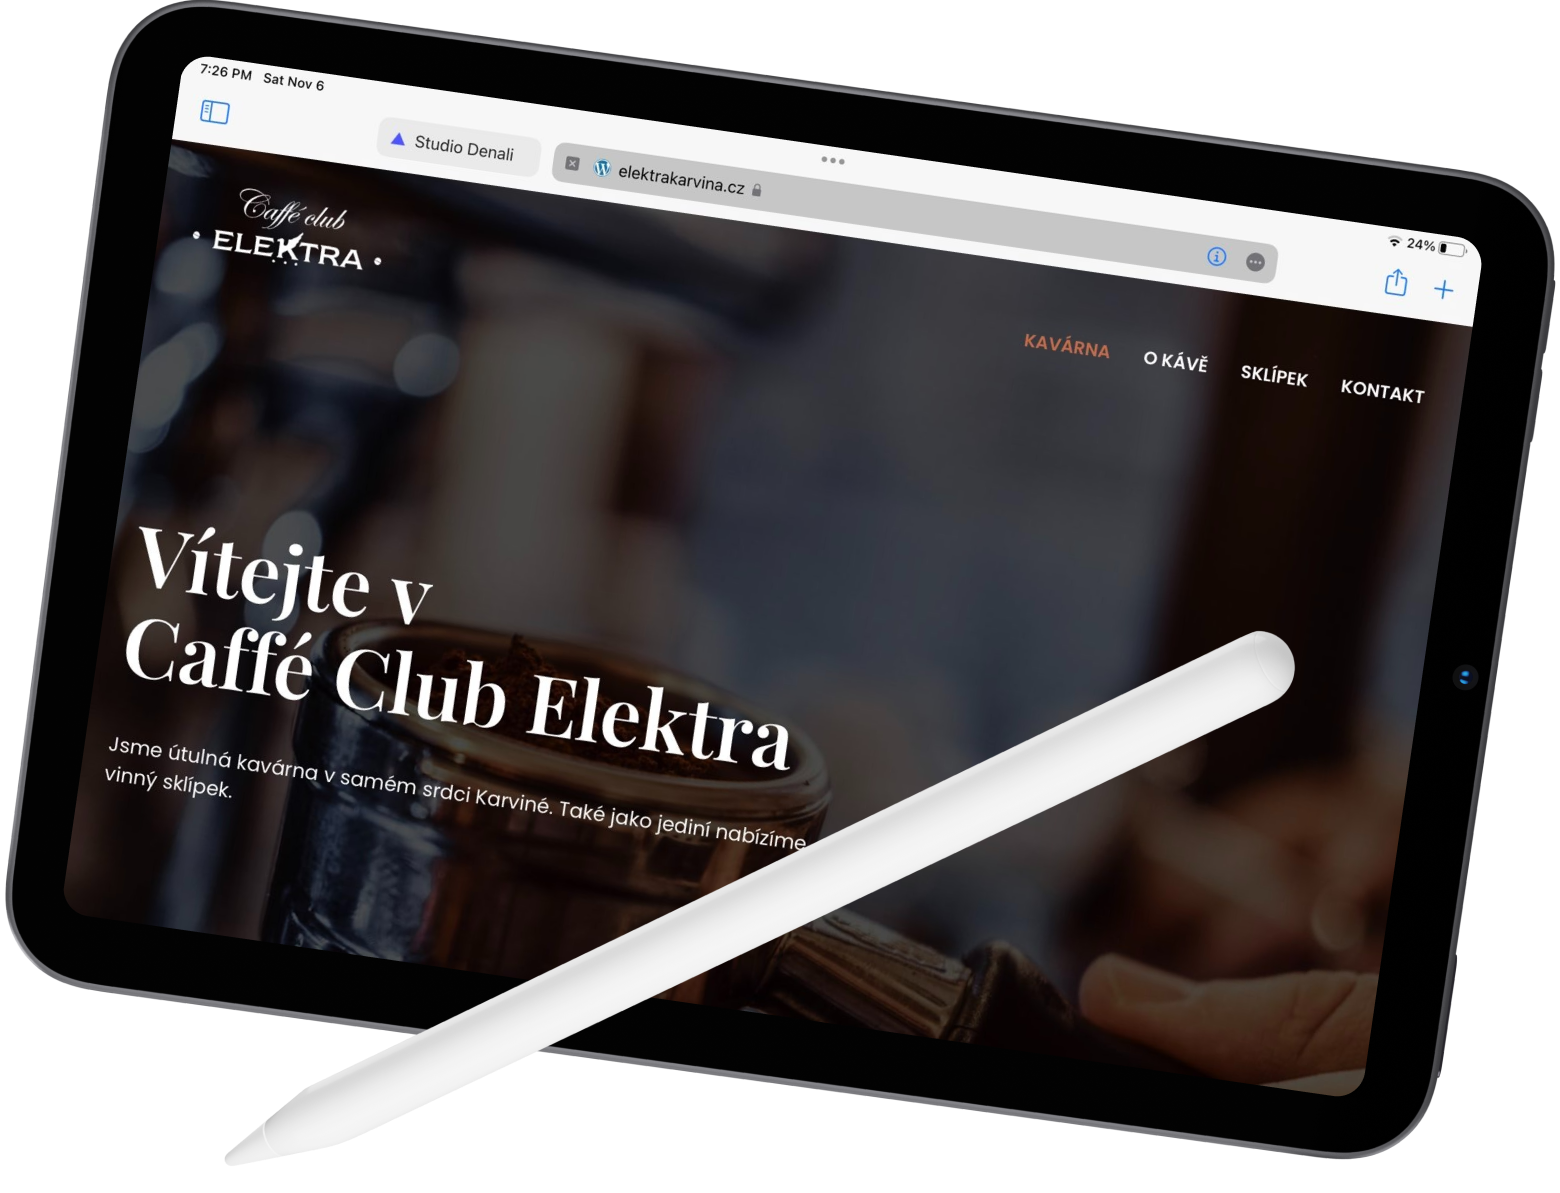 7:26 PM Sat Nov 6
24%
Studio Denali
elektrakarvina.cz
Caffé club
ELEKTRA
KAVÁRNA O KÁVĚ SKLÍPEK KONTAKT
Vítejte v
Caffé Club Elektra
Jsme útulná kavárna v samém srdci Karviné. Také jako jediní nabízíme
vinný sklípek.